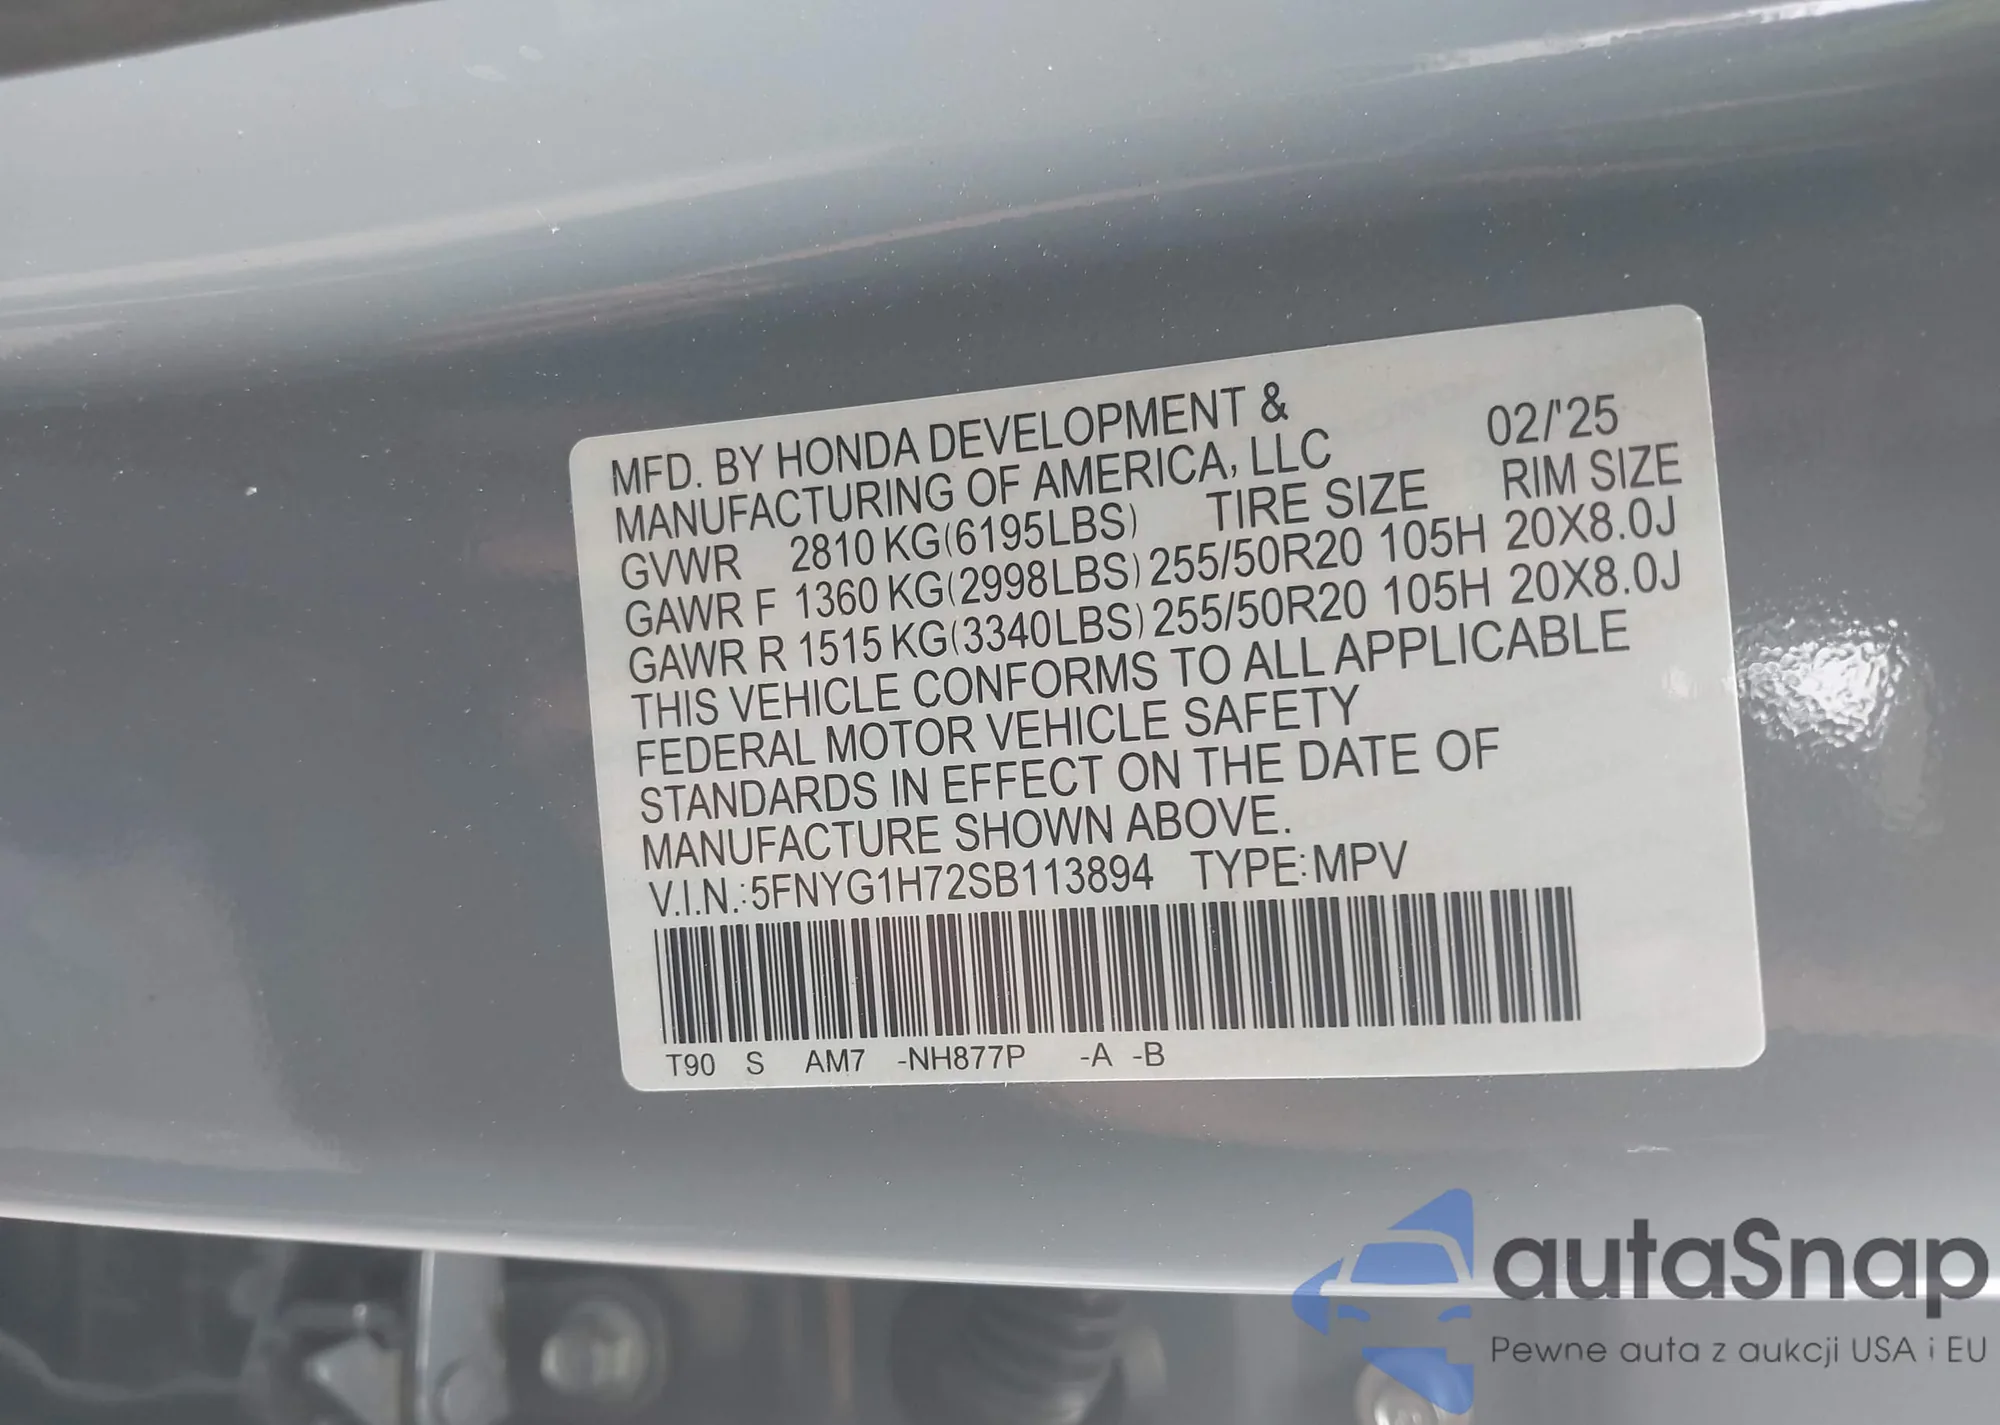 MFD. BY HONDA DEVELOPMENT & 02/'25
MANUFACTURING OF AMERICA, LLC
GVWR 2810 KG(6195LBS) TIRE SIZE RIM SIZE
GAWR F 1360 KG(2998LBS) 255/50R20 105H 20X8.0J
GAWR R 1515 KG(3340LBS) 255/50R20 105H 20X8.0J
THIS VEHICLE CONFORMS TO ALL APPLICABLE
FEDERAL MOTOR VEHICLE SAFETY
STANDARDS IN EFFECT ON THE DATE OF
MANUFACTURE SHOWN ABOVE.
V.I.N.:5FNYG1H72SB113894 TYPE:MPV
T90 S AM7 -NH877P -A -B
autaSnap
Pewne auta z aukcji USA i EU